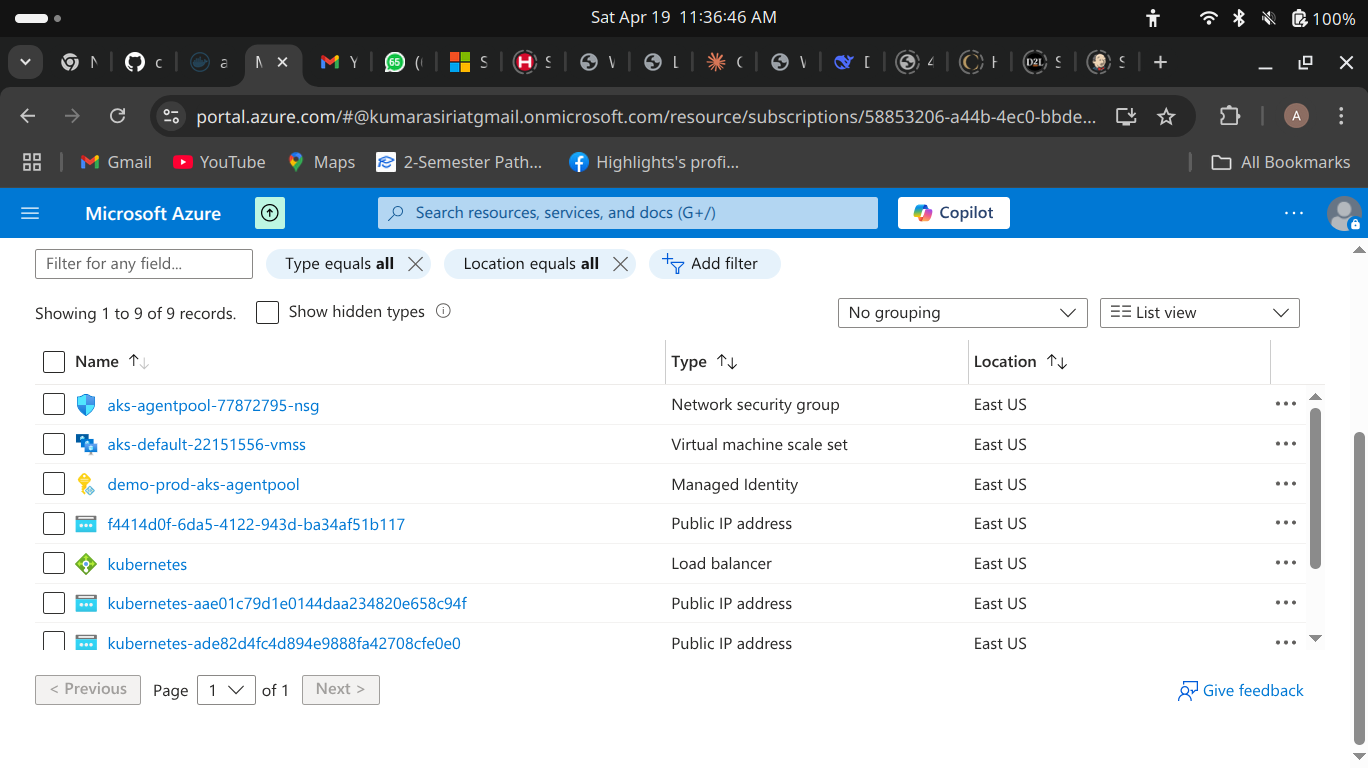 Sat Apr 19 11:36:46 AM
100%
N
c
a
M
Y
65
(
S
S
V
L
C
V
D
4
H
D2L
S
S
portal.azure.com/#@kumarasiriatgmail.onmicrosoft.com/resource/subscriptions/58853206-a44b-4ec0-bbde...
A
Gmail
YouTube
Maps
2-Semester Path...
Highlights's profi...
All Bookmarks
Microsoft Azure
Search resources, services, and docs (G+/)
Copilot
...
Filter for any field...
Type equals all
Location equals all
Add filter
Showing 1 to 9 of 9 records.
Show hidden types
No grouping
List view
Name
Type
Location
aks-agentpool-77872795-nsg
Network security group
East US
aks-default-22151556-vmss
Virtual machine scale set
East US
demo-prod-aks-agentpool
Managed Identity
East US
f4414d0f-6da5-4122-943d-ba34af51b117
Public IP address
East US
kubernetes
Load balancer
East US
kubernetes-aae01c79d1e0144daa234820e658c94f
Public IP address
East US
kubernetes-ade82d4fc4d894e9888fa42708cfe0e0
Public IP address
East US
< Previous
Page
1
of 1
Next >
Give feedback